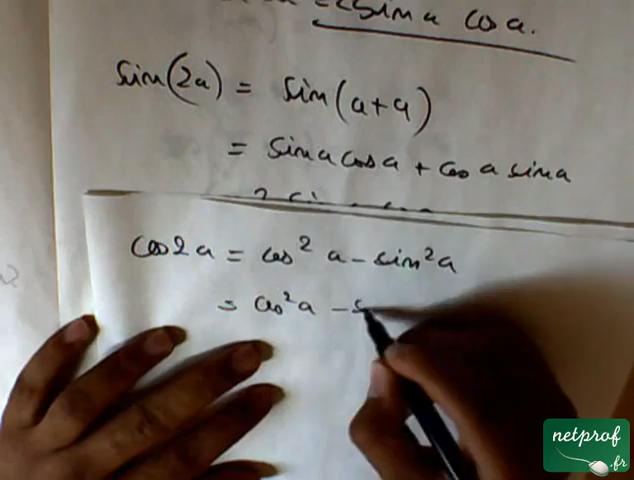 2 sin a cos a.
sin(2a) = sin(a+a)
= sin a cos a + cos a sin a
cos 2a = cos² a - sin² a
= cos² a - s
netprof
.fr